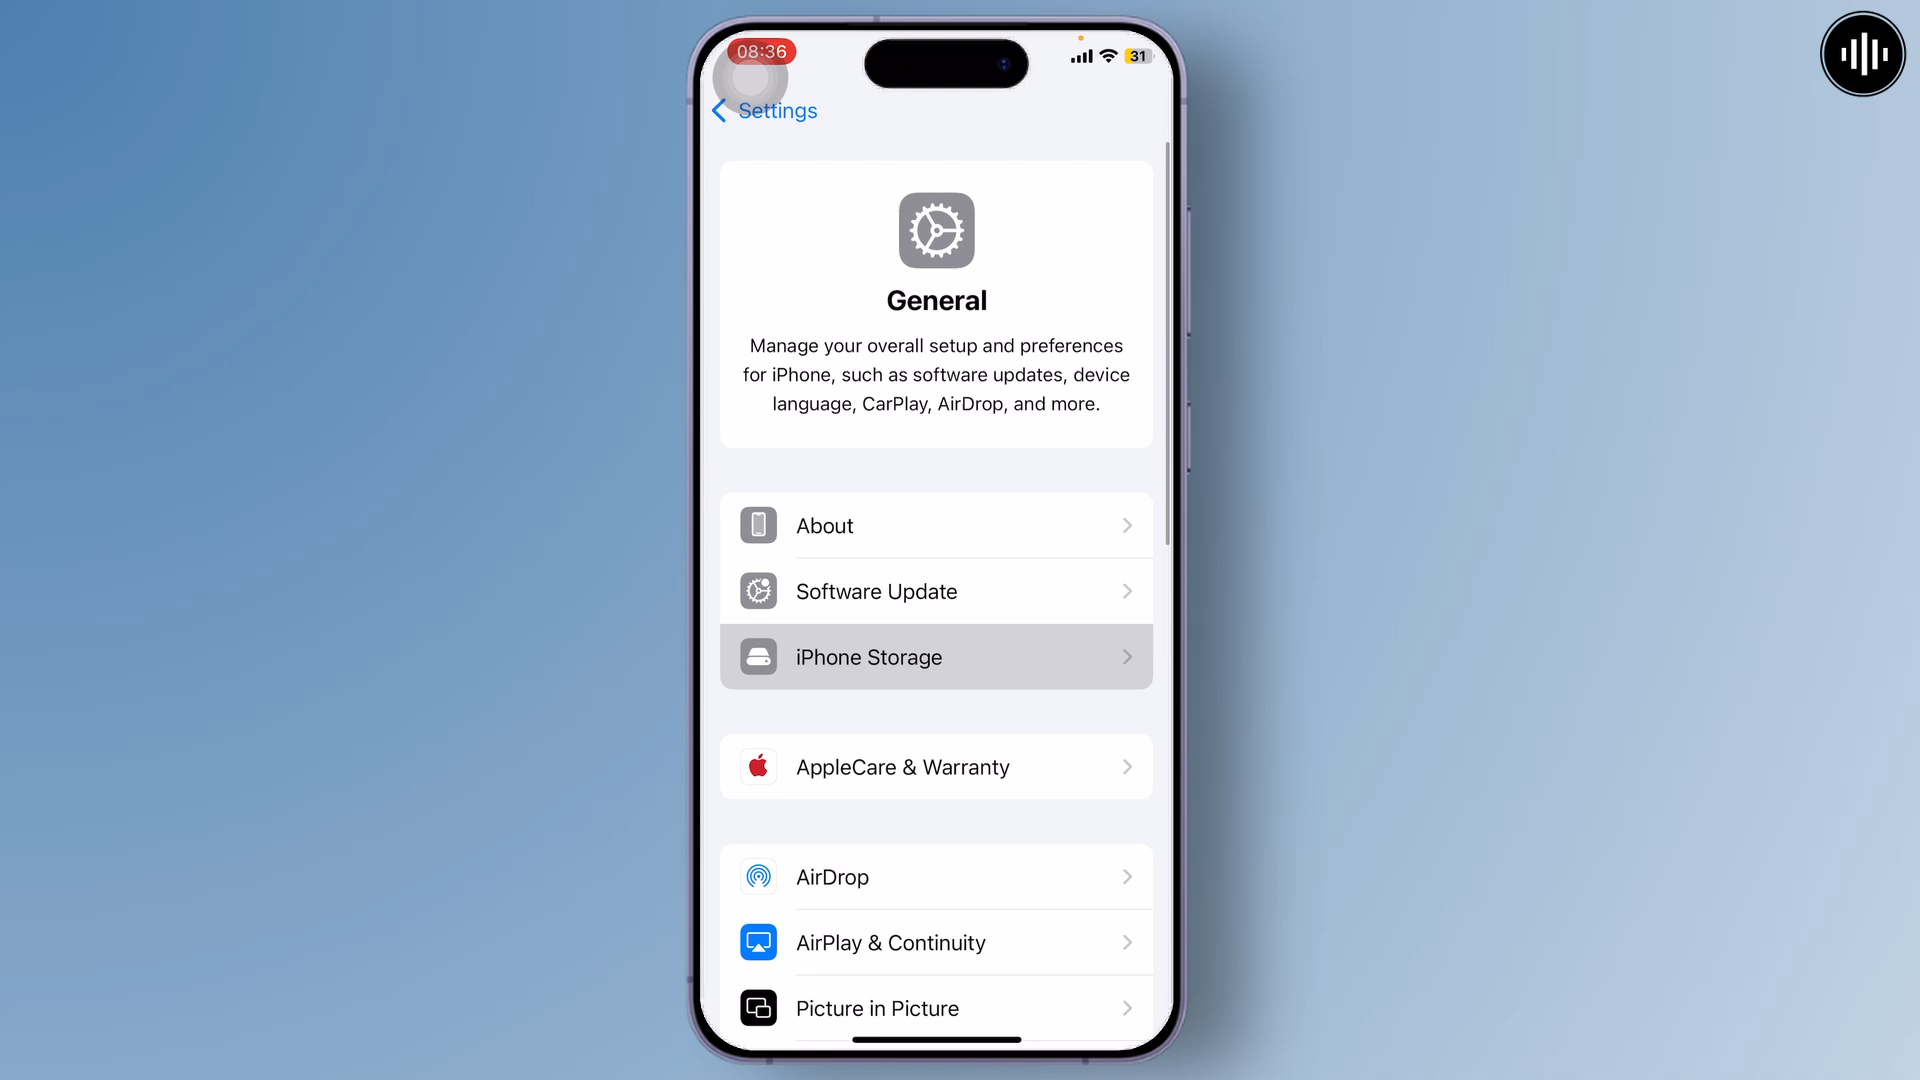 08:36
31
Settings
General
Manage your overall setup and preferences
for iPhone, such as software updates, device
language, CarPlay, AirDrop, and more.
About
Software Update
iPhone Storage
AppleCare & Warranty
AirDrop
AirPlay & Continuity
Picture in Picture